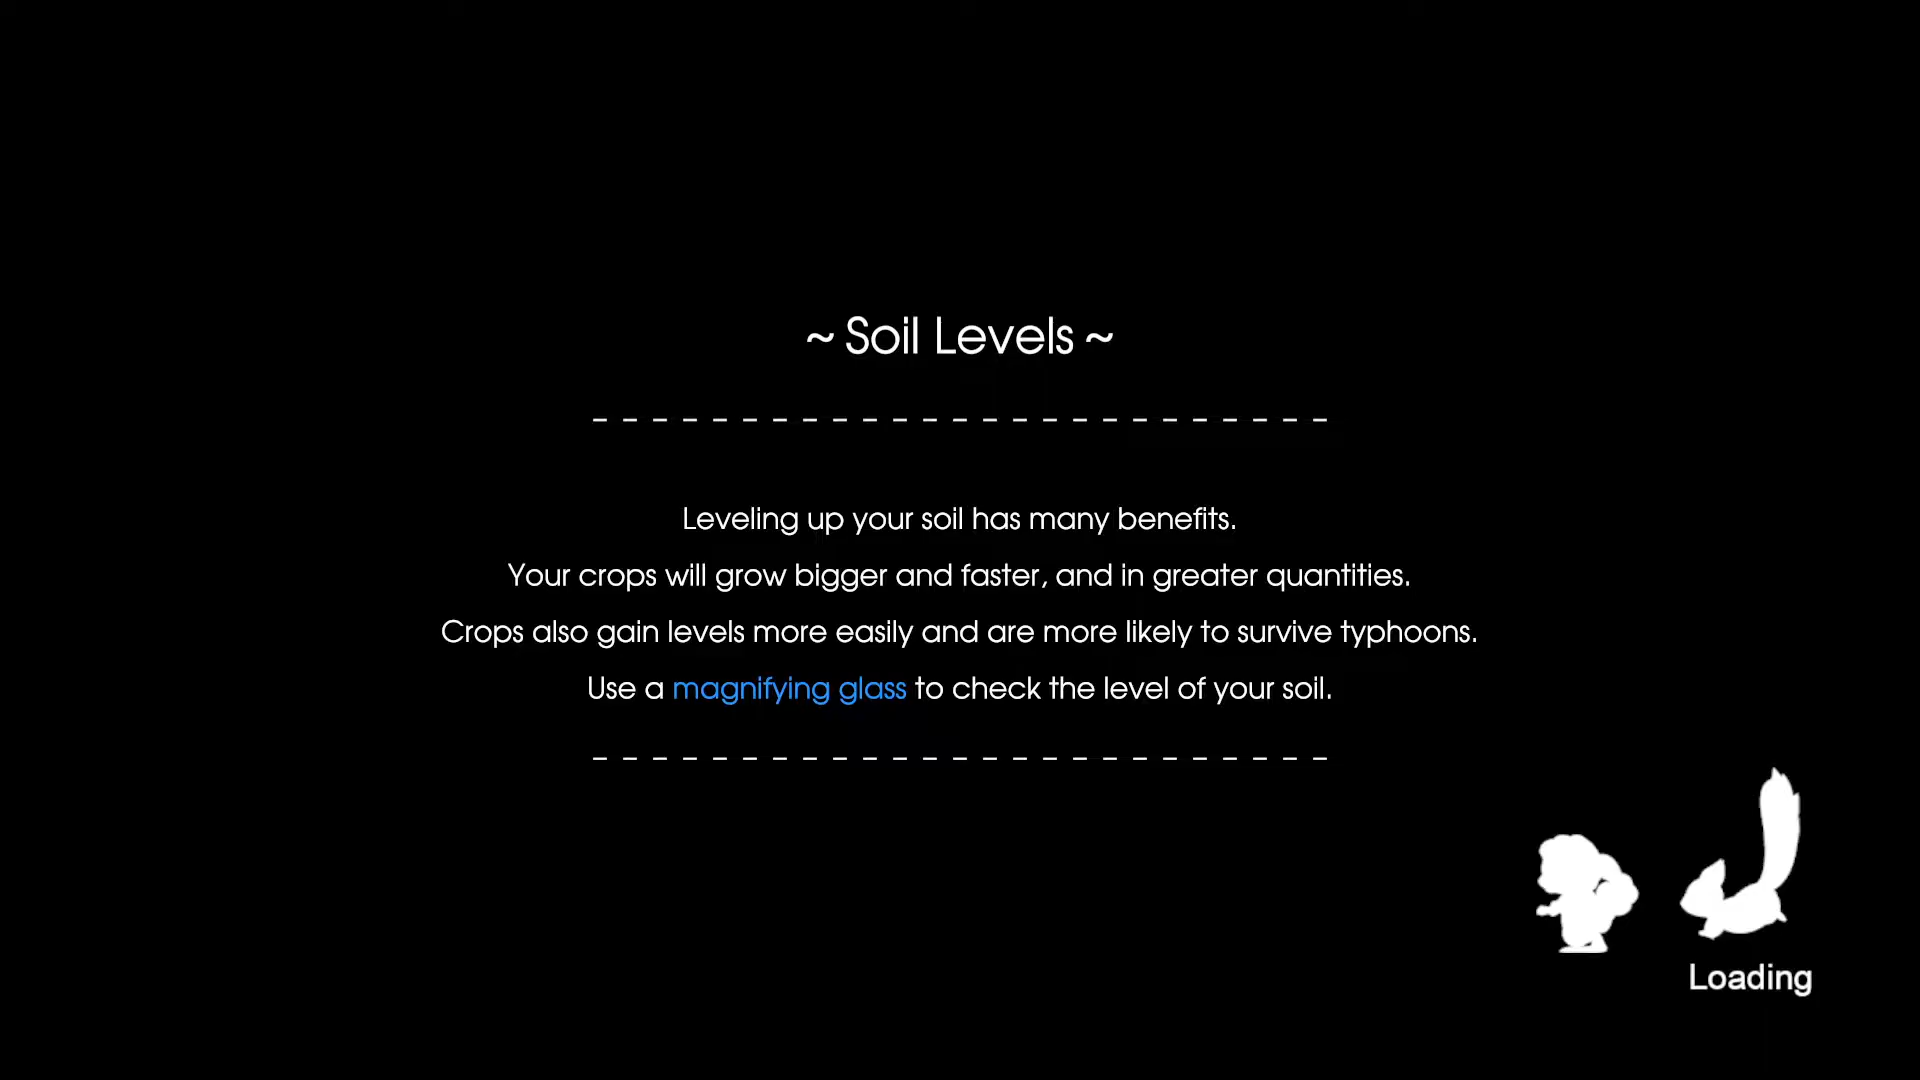 ~ Soil Levels ~
- - - - - - - - - - - - - - - - - - - - - - - - -
Leveling up your soil has many benefits.
Your crops will grow bigger and faster, and in greater quantities.
Crops also gain levels more easily and are more likely to survive typhoons.
Use a magnifying glass to check the level of your soil.
- - - - - - - - - - - - - - - - - - - - - - - - -
Loading